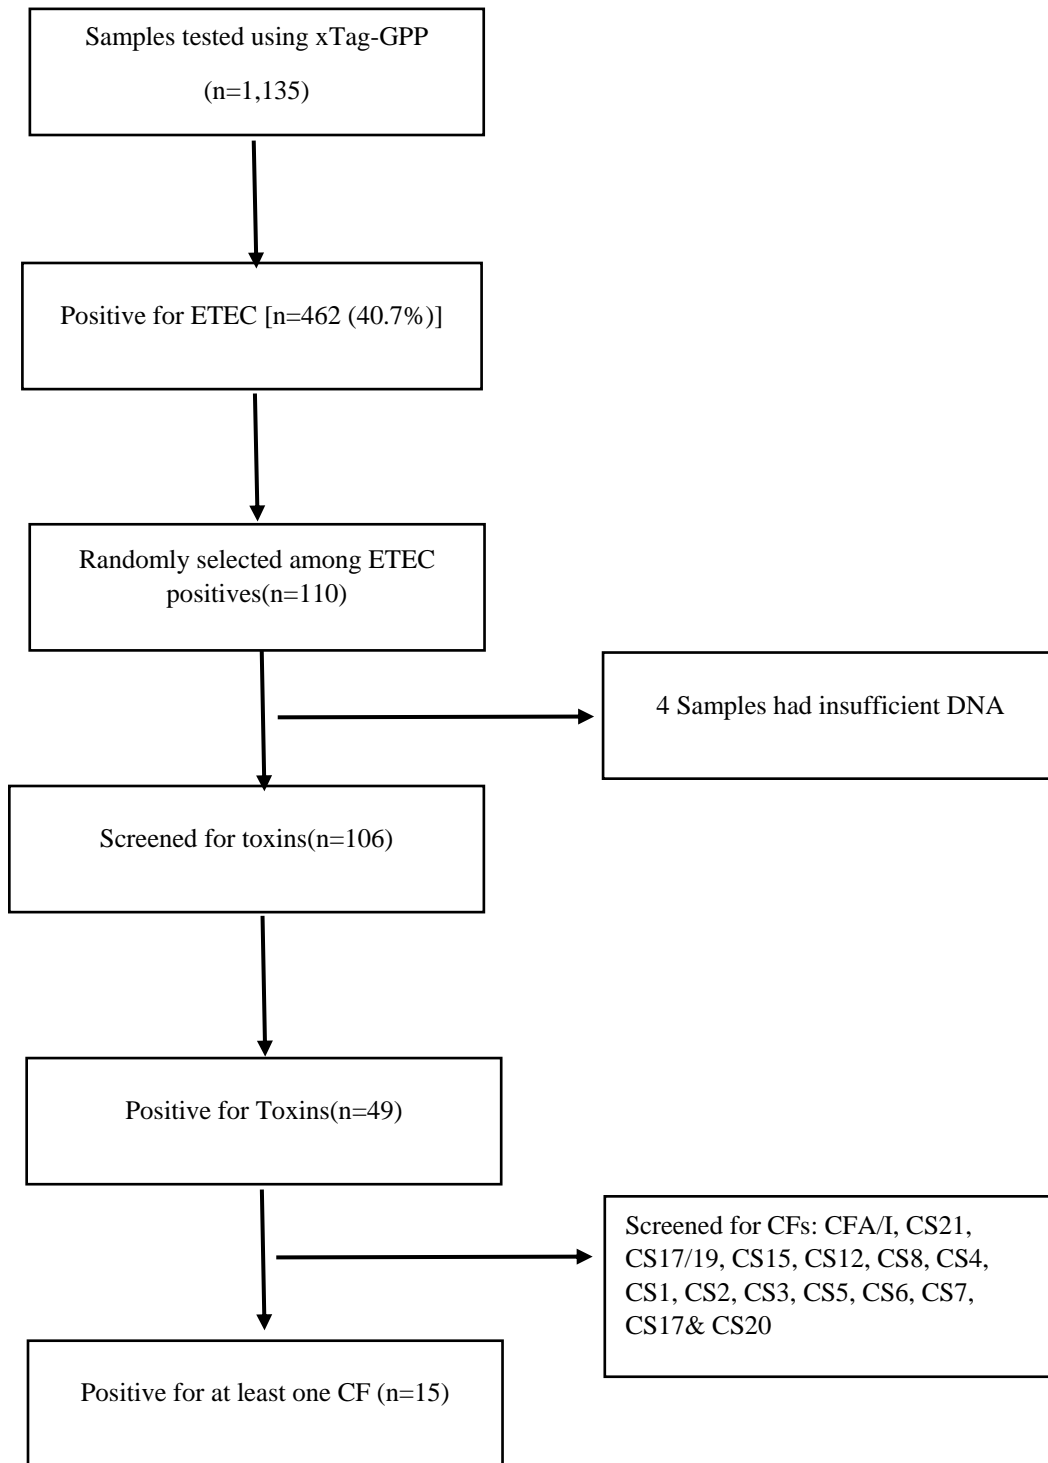 Samples tested using xTag-GPP
(n=1,135)
Positive for ETEC [n=462 (40.7%)]
Randomly selected among ETEC
positives(n=110)
4 Samples had insufficient DNA
Screened for toxins(n=106)
Positive for Toxins(n=49)
Screened for CFs: CFA/I, CS21,
CS17/19, CS15, CS12, CS8, CS4,
CS1, CS2, CS3, CS5, CS6, CS7,
CS17& CS20
Positive for at least one CF (n=15)